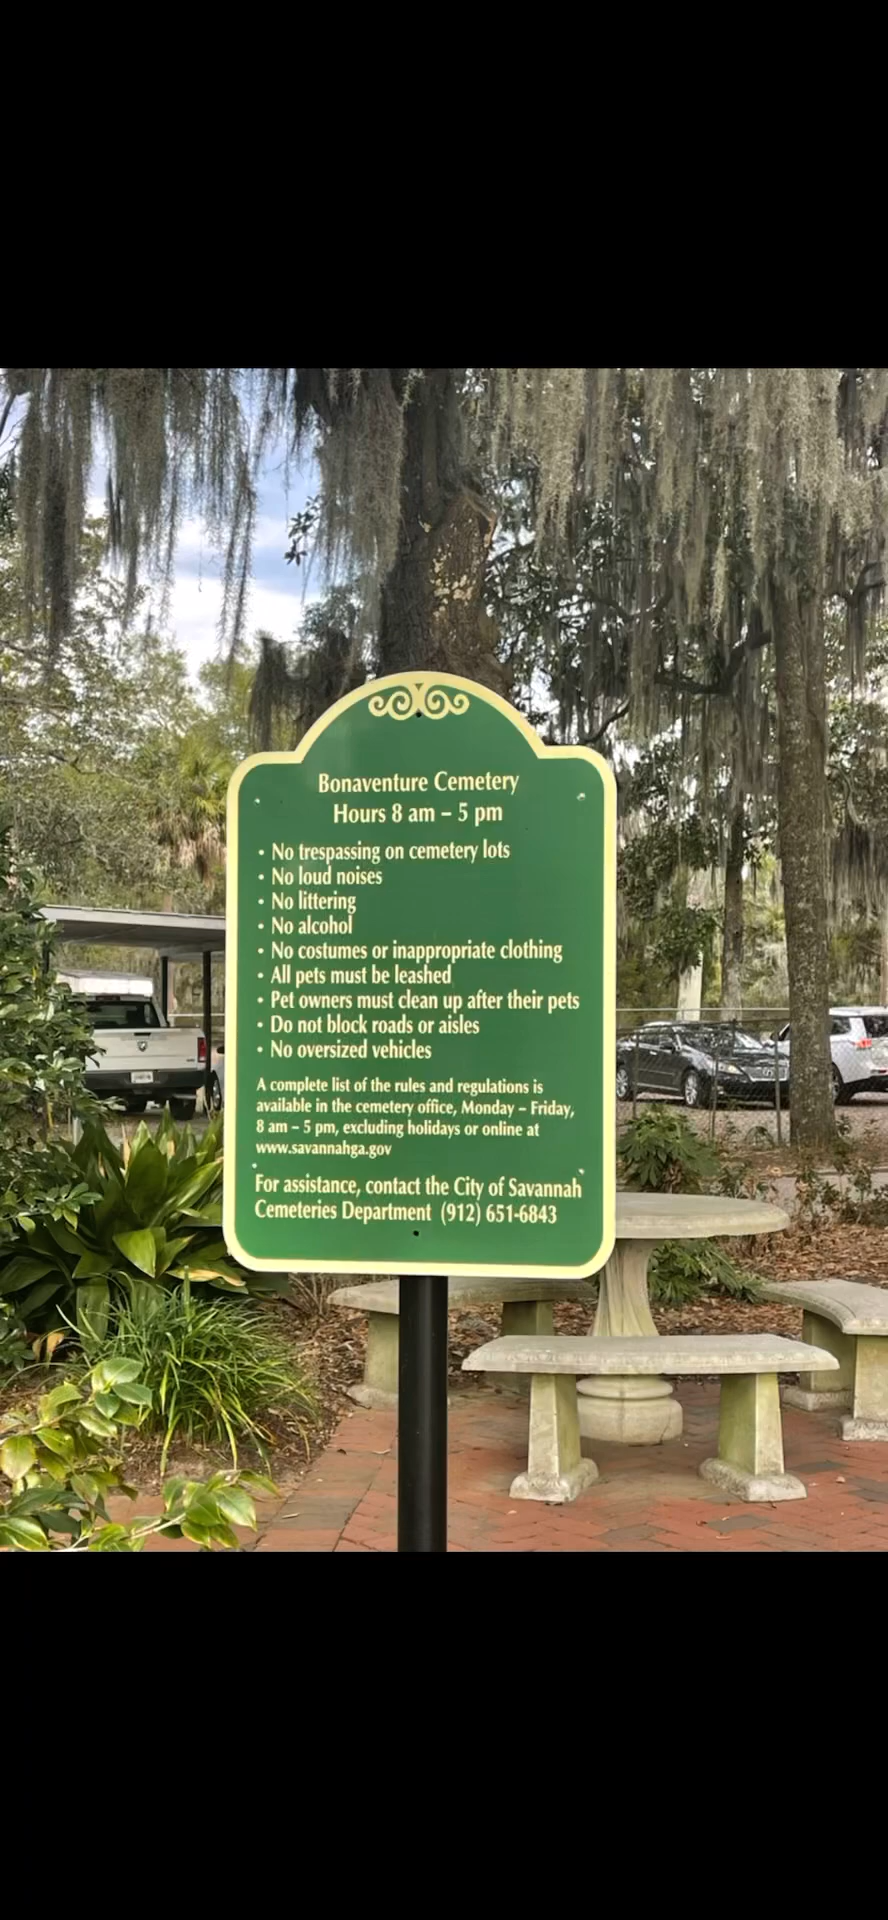 Bonaventure Cemetery
Hours 8 am – 5 pm
• No trespassing on cemetery lots
• No loud noises
• No littering
• No alcohol
• No costumes or inappropriate clothing
• All pets must be leashed
• Pet owners must clean up after their pets
• Do not block roads or aisles
• No oversized vehicles
A complete list of the rules and regulations is
available in the cemetery office, Monday – Friday,
8 am – 5 pm, excluding holidays or online at
www.savannahga.gov
For assistance, contact the City of Savannah
Cemeteries Department (912) 651-6843